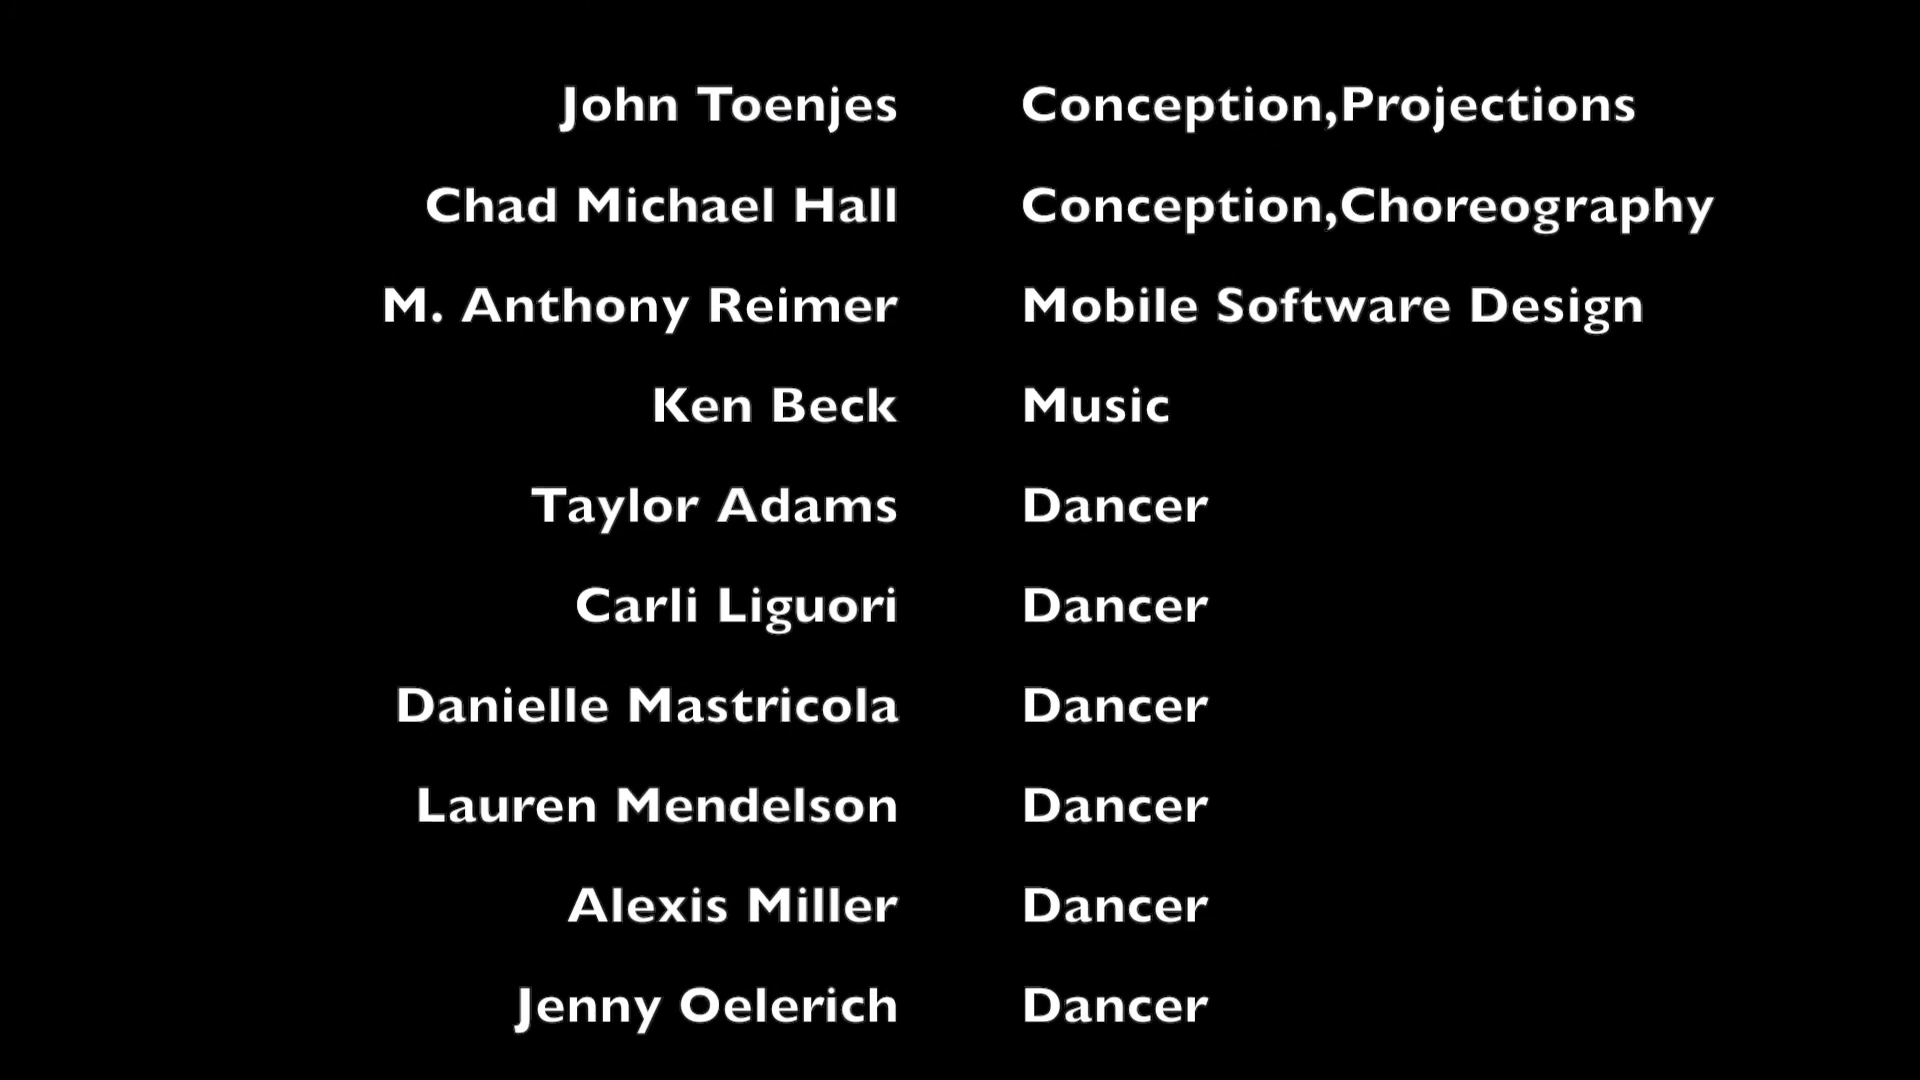 John Toenjes Conception,Projections
Chad Michael Hall Conception,Choreography
M. Anthony Reimer Mobile Software Design
Ken Beck Music
Taylor Adams Dancer
Carli Liguori Dancer
Danielle Mastricola Dancer
Lauren Mendelson Dancer
Alexis Miller Dancer
Jenny Oelerich Dancer